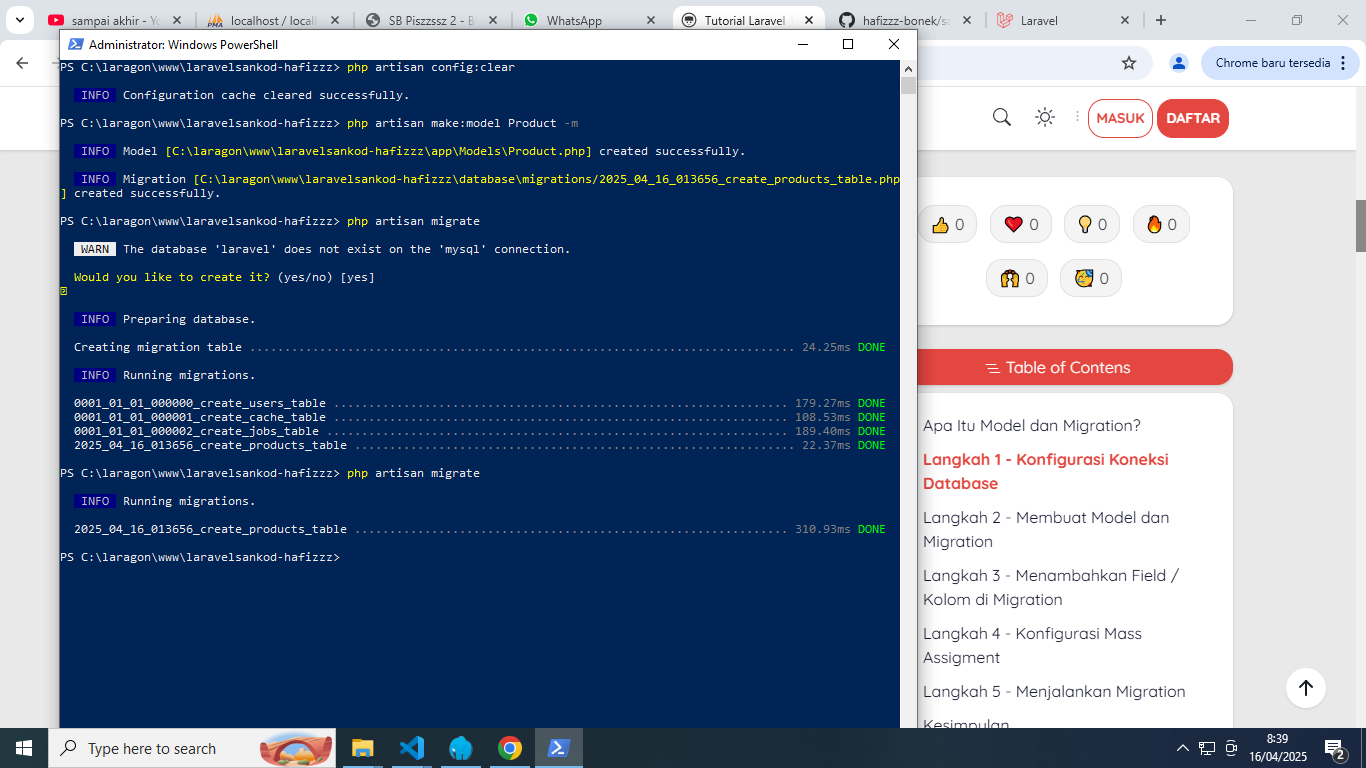 sampai akhir - Yo
localhost / localh
SB Piszzssz 2 - B
WhatsApp
Tutorial Laravel 1
hafizzz-bonek/sa
Laravel
Administrator: Windows PowerShell
Chrome baru tersedia
PS C:\laragon\www\laravelsankod-hafizzz> php artisan config:clear
INFO Configuration cache cleared successfully.
PS C:\laragon\www\laravelsankod-hafizzz> php artisan make:model Product -m
INFO Model [C:\laragon\www\laravelsankod-hafizzz\app\Models\Product.php] created successfully.
INFO Migration [C:\laragon\www\laravelsankod-hafizzz\database\migrations/2025_04_16_013656_create_products_table.php
] created successfully.
PS C:\laragon\www\laravelsankod-hafizzz> php artisan migrate
WARN The database 'laravel' does not exist on the 'mysql' connection.
Would you like to create it? (yes/no) [yes]
INFO Preparing database.
Creating migration table .............................................................................. 24.25ms DONE
INFO Running migrations.
0001_01_01_000000_create_users_table ................................................................. 179.27ms DONE
0001_01_01_000001_create_cache_table ................................................................. 108.53ms DONE
0001_01_01_000002_create_jobs_table .................................................................. 189.40ms DONE
2025_04_16_013656_create_products_table ............................................................... 22.37ms DONE
PS C:\laragon\www\laravelsankod-hafizzz> php artisan migrate
INFO Running migrations.
2025_04_16_013656_create_products_table .............................................................. 310.93ms DONE
PS C:\laragon\www\laravelsankod-hafizzz>
MASUK
DAFTAR
0
0
0
0
0
0
Table of Contens
Apa Itu Model dan Migration?
Langkah 1 - Konfigurasi Koneksi
Database
Langkah 2 - Membuat Model dan
Migration
Langkah 3 - Menambahkan Field /
Kolom di Migration
Langkah 4 - Konfigurasi Mass
Assigment
Langkah 5 - Menjalankan Migration
Kesimpulan
Type here to search
8:39
16/04/2025
2